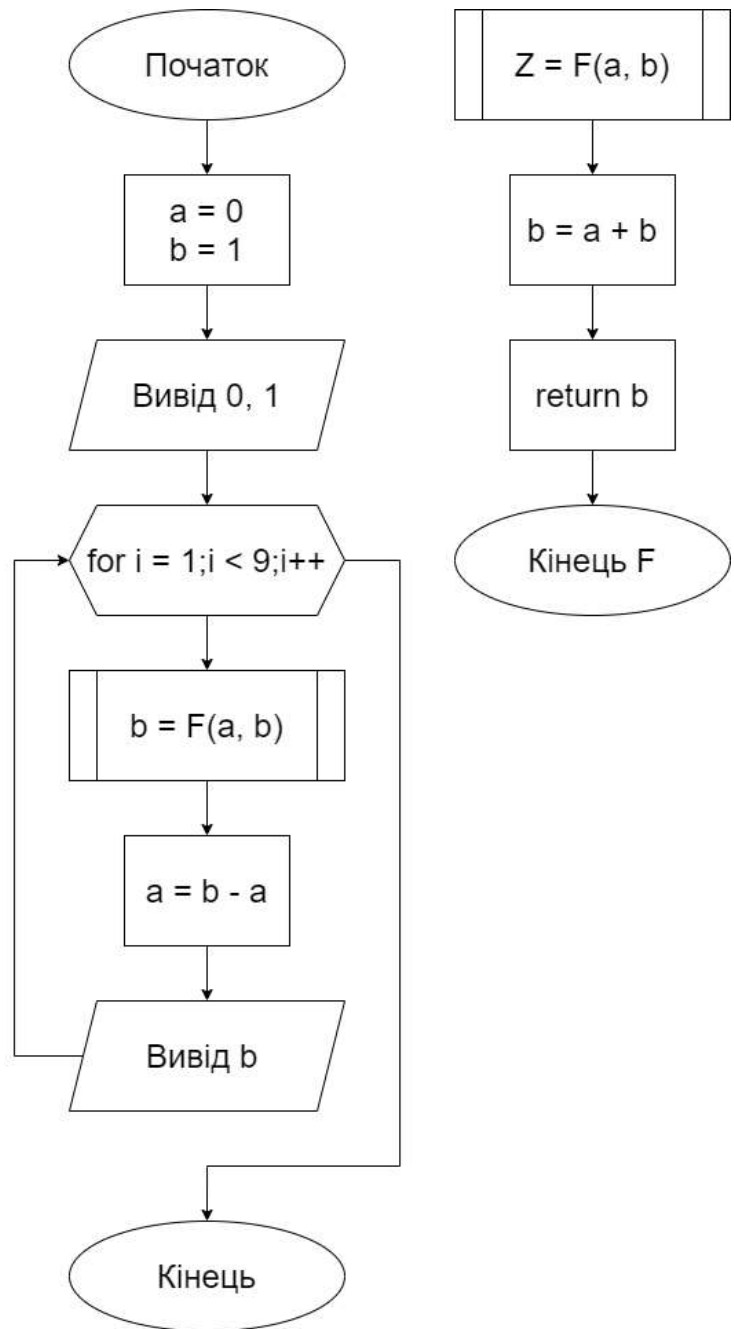 Початок
a = 0
b = 1
Вивід 0, 1
for i = 1;i < 9;i++
b = F(a, b)
a = b - a
Вивід b
Кінець
Z = F(a, b)
b = a + b
return b
Кінець F